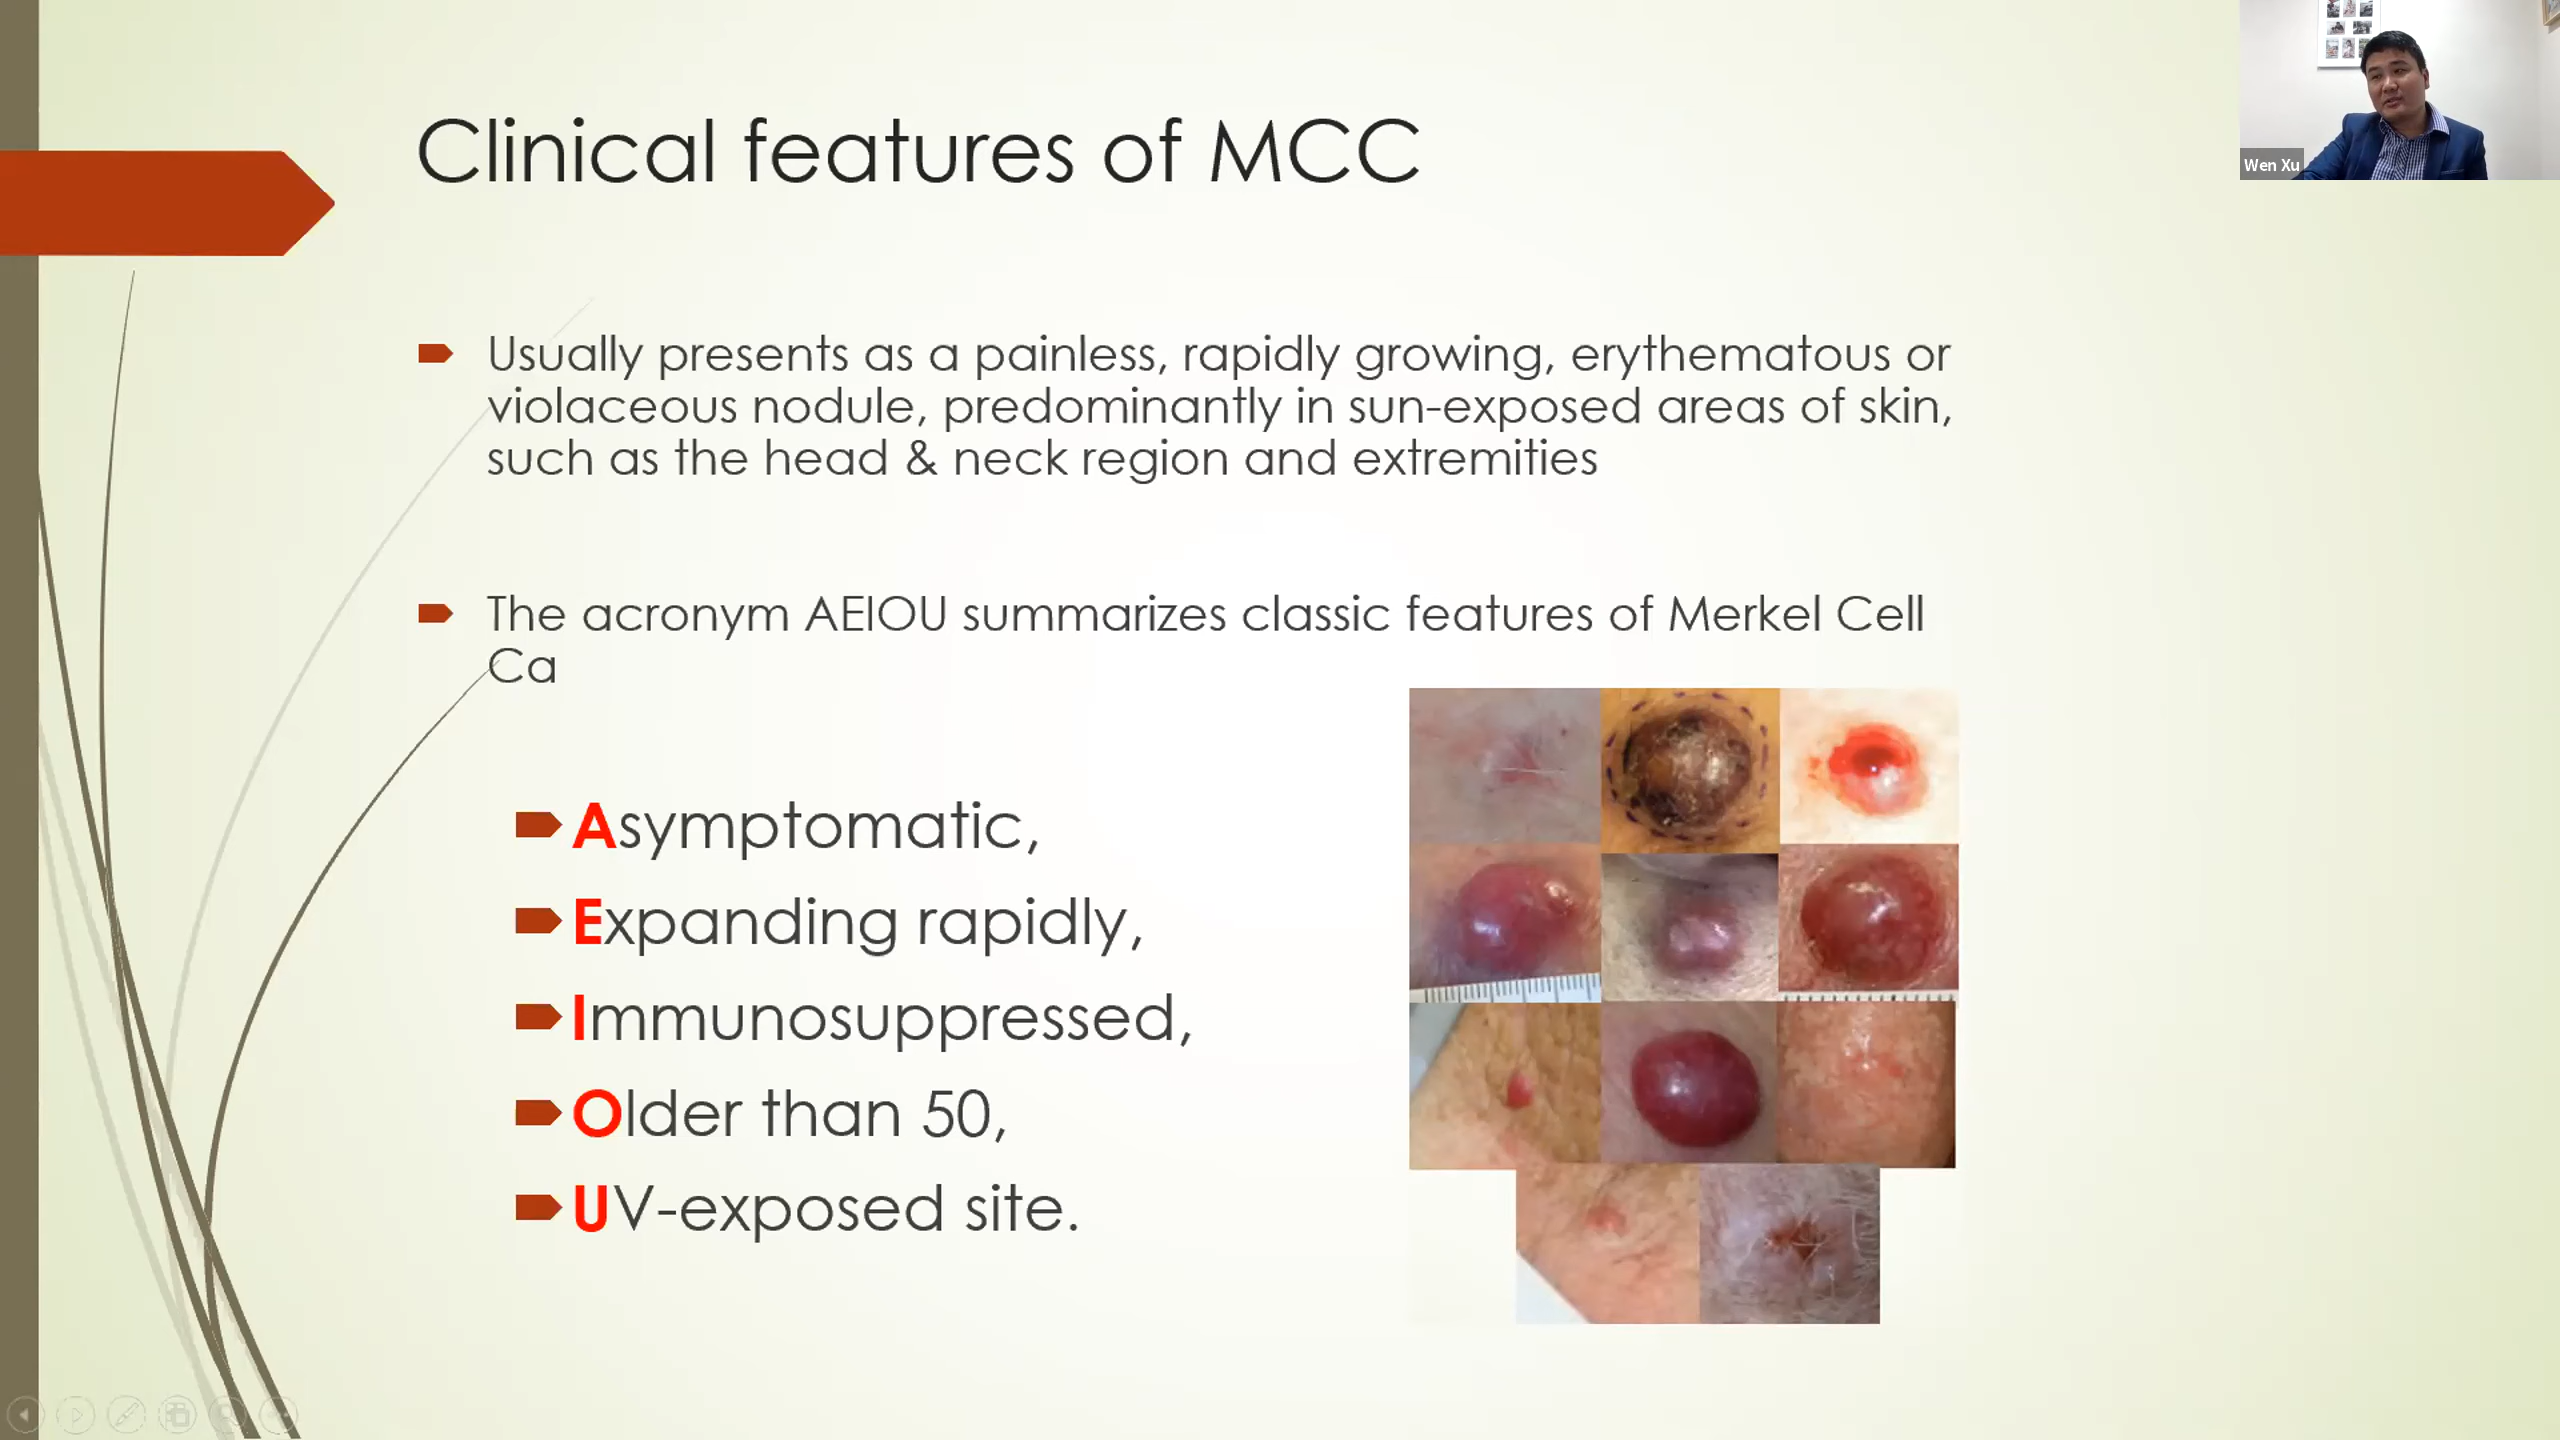 Clinical features of MCC
Wen Xu
Usually presents as a painless, rapidly growing, erythematous or
violaceous nodule, predominantly in sun-exposed areas of skin,
such as the head & neck region and extremities
The acronym AEIOU summarizes classic features of Merkel Cell
Ca
Asymptomatic,
Expanding rapidly,
Immunosuppressed,
Older than 50,
UV-exposed site.